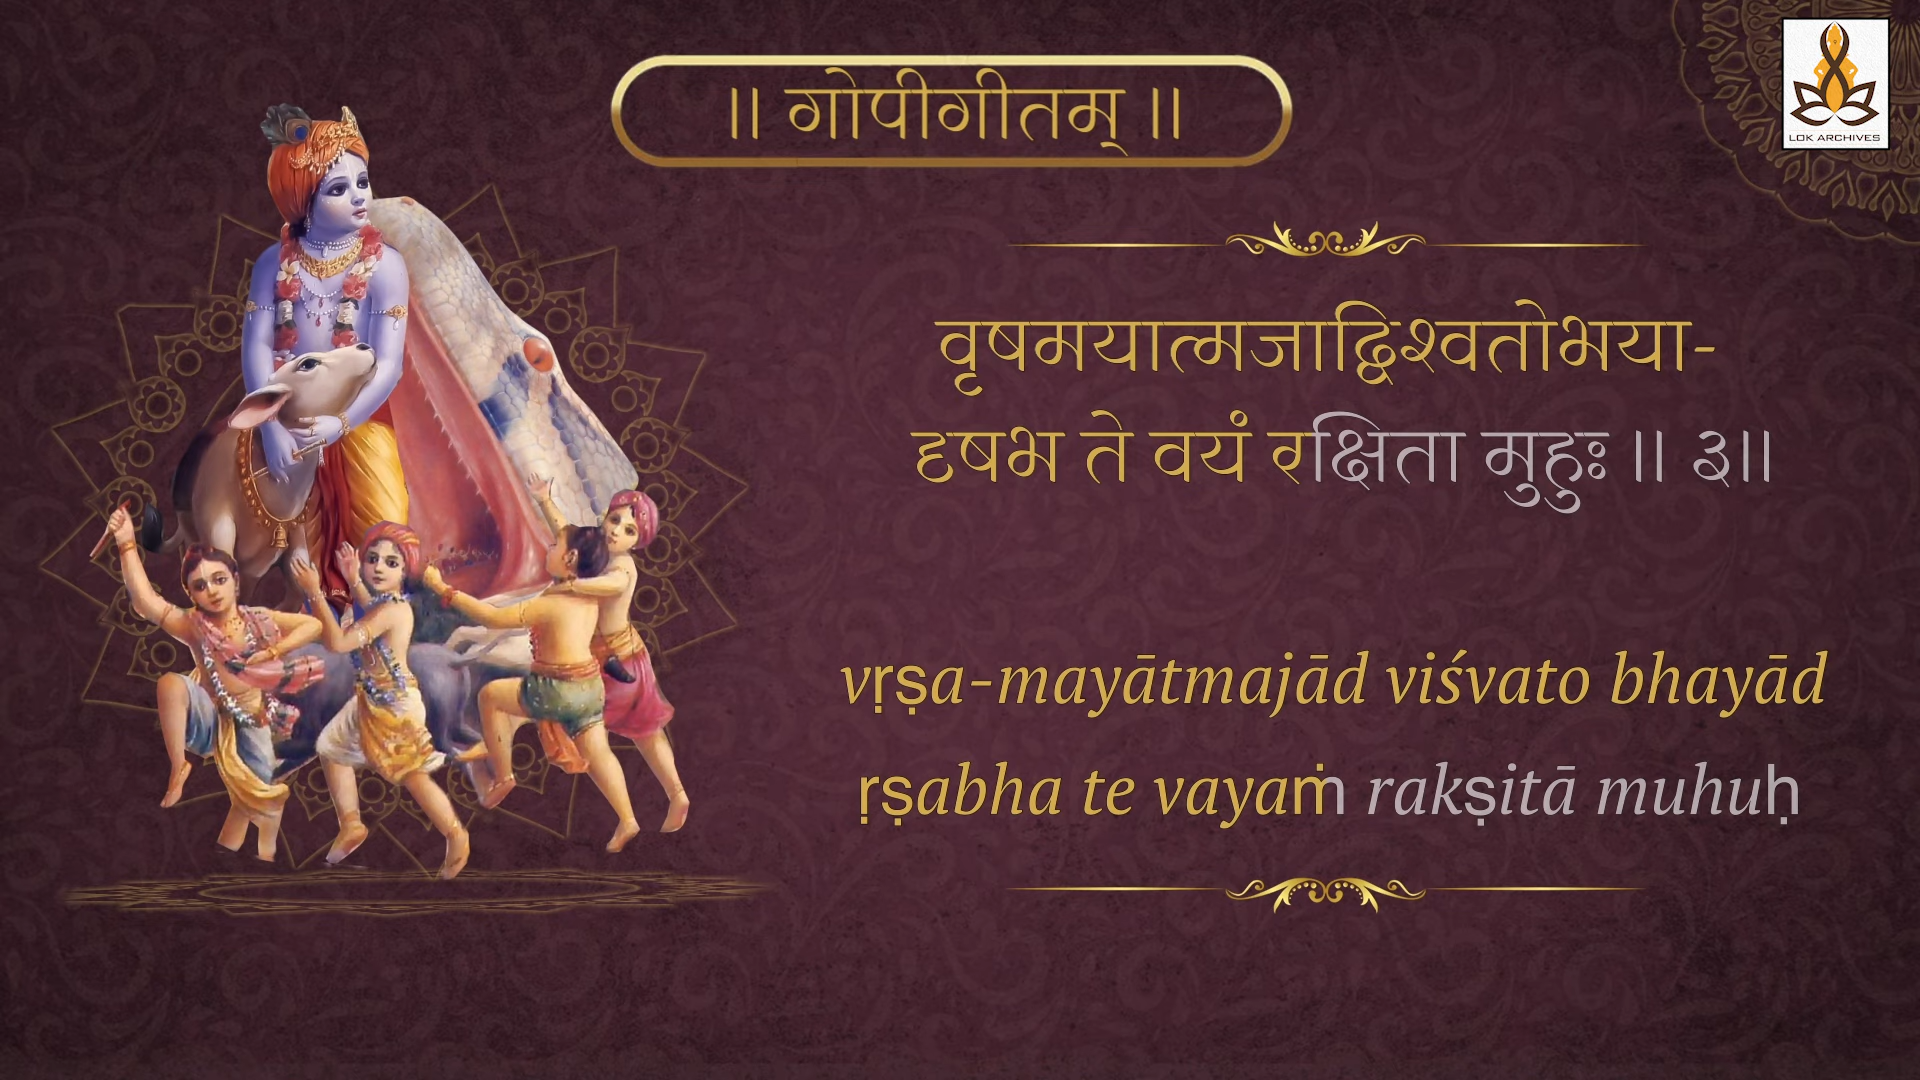 ॥ गोपीगीतम् ॥
LOK ARCHIVES
वृषमयात्मजाद्विश्वतोभया-
दृषभ ते वयं रक्षिता मुहुः ॥ ३॥
vṛṣa-mayātmajād viśvato bhayād
ṛṣabha te vayaṁ rakṣitā muhuḥ